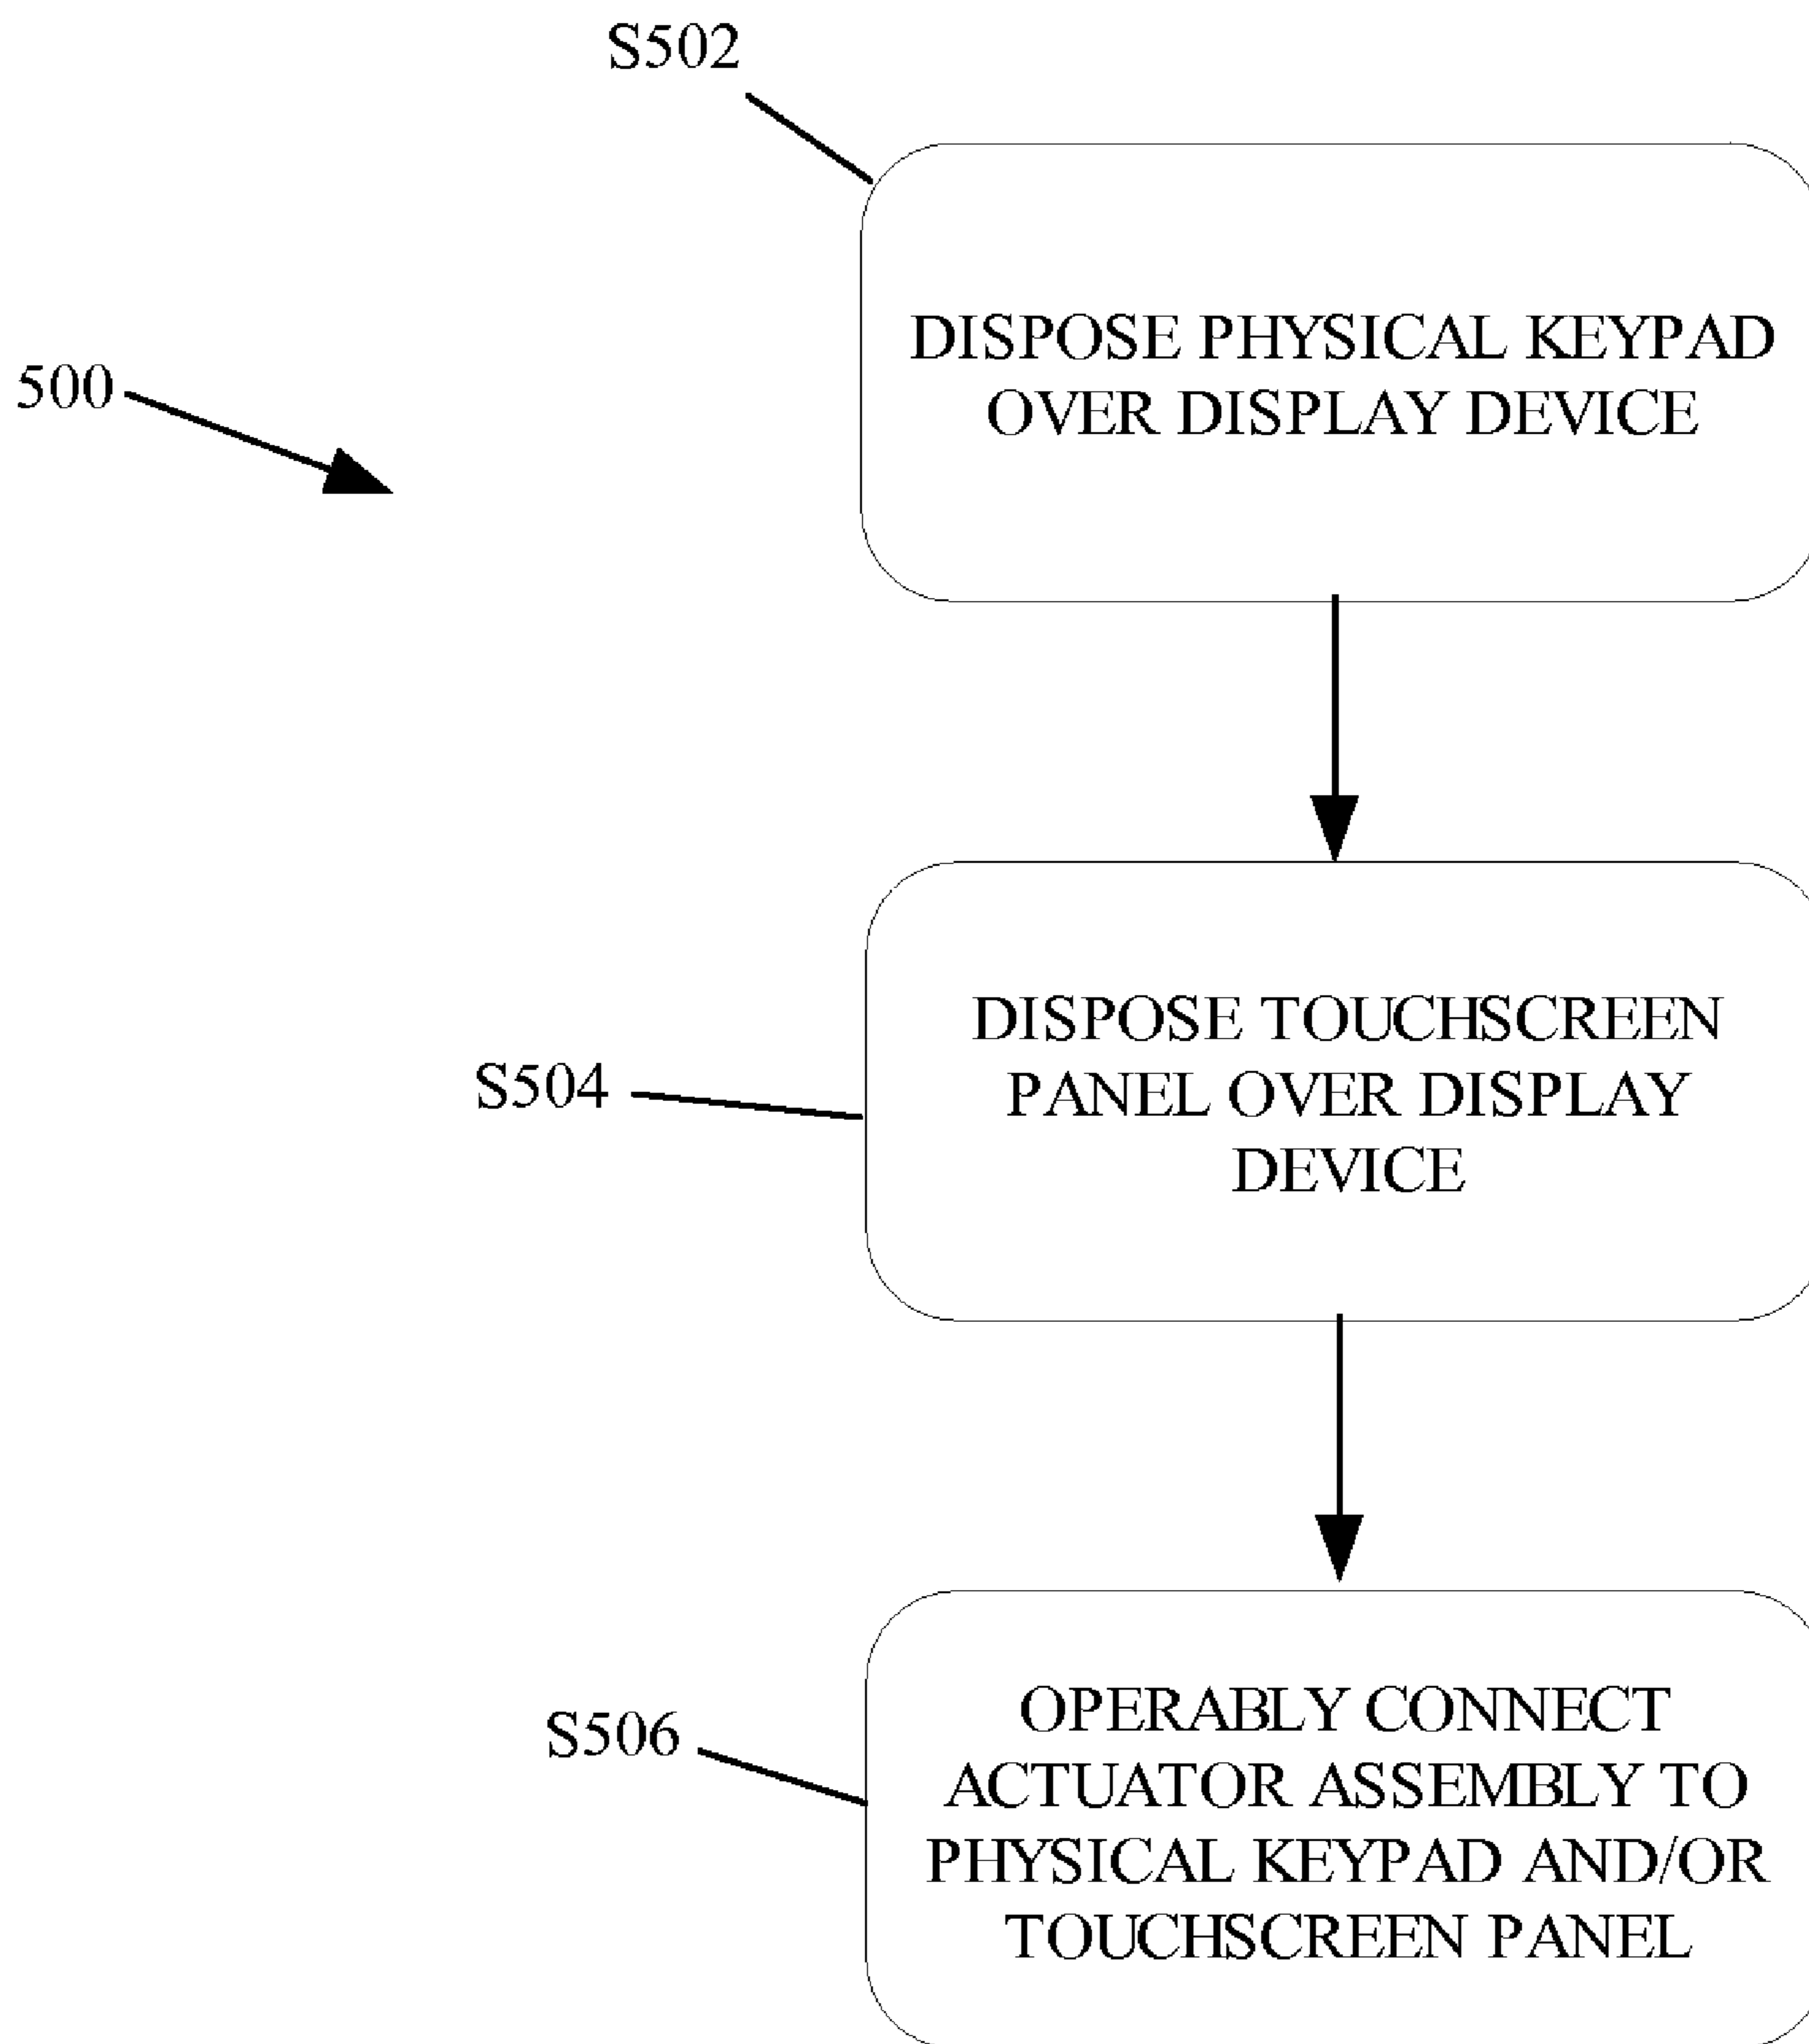 S502
DISPOSE PHYSICAL KEYPAD
OVER DISPLAY DEVICE
500
DISPOSE TOUCHSCREEN
PANEL OVER DISPLAY
DEVICE
S504
OPERABLY CONNECT
ACTUATOR ASSEMBLY TO
PHYSICAL KEYPAD AND/OR
TOUCHSCREEN PANEL
S506